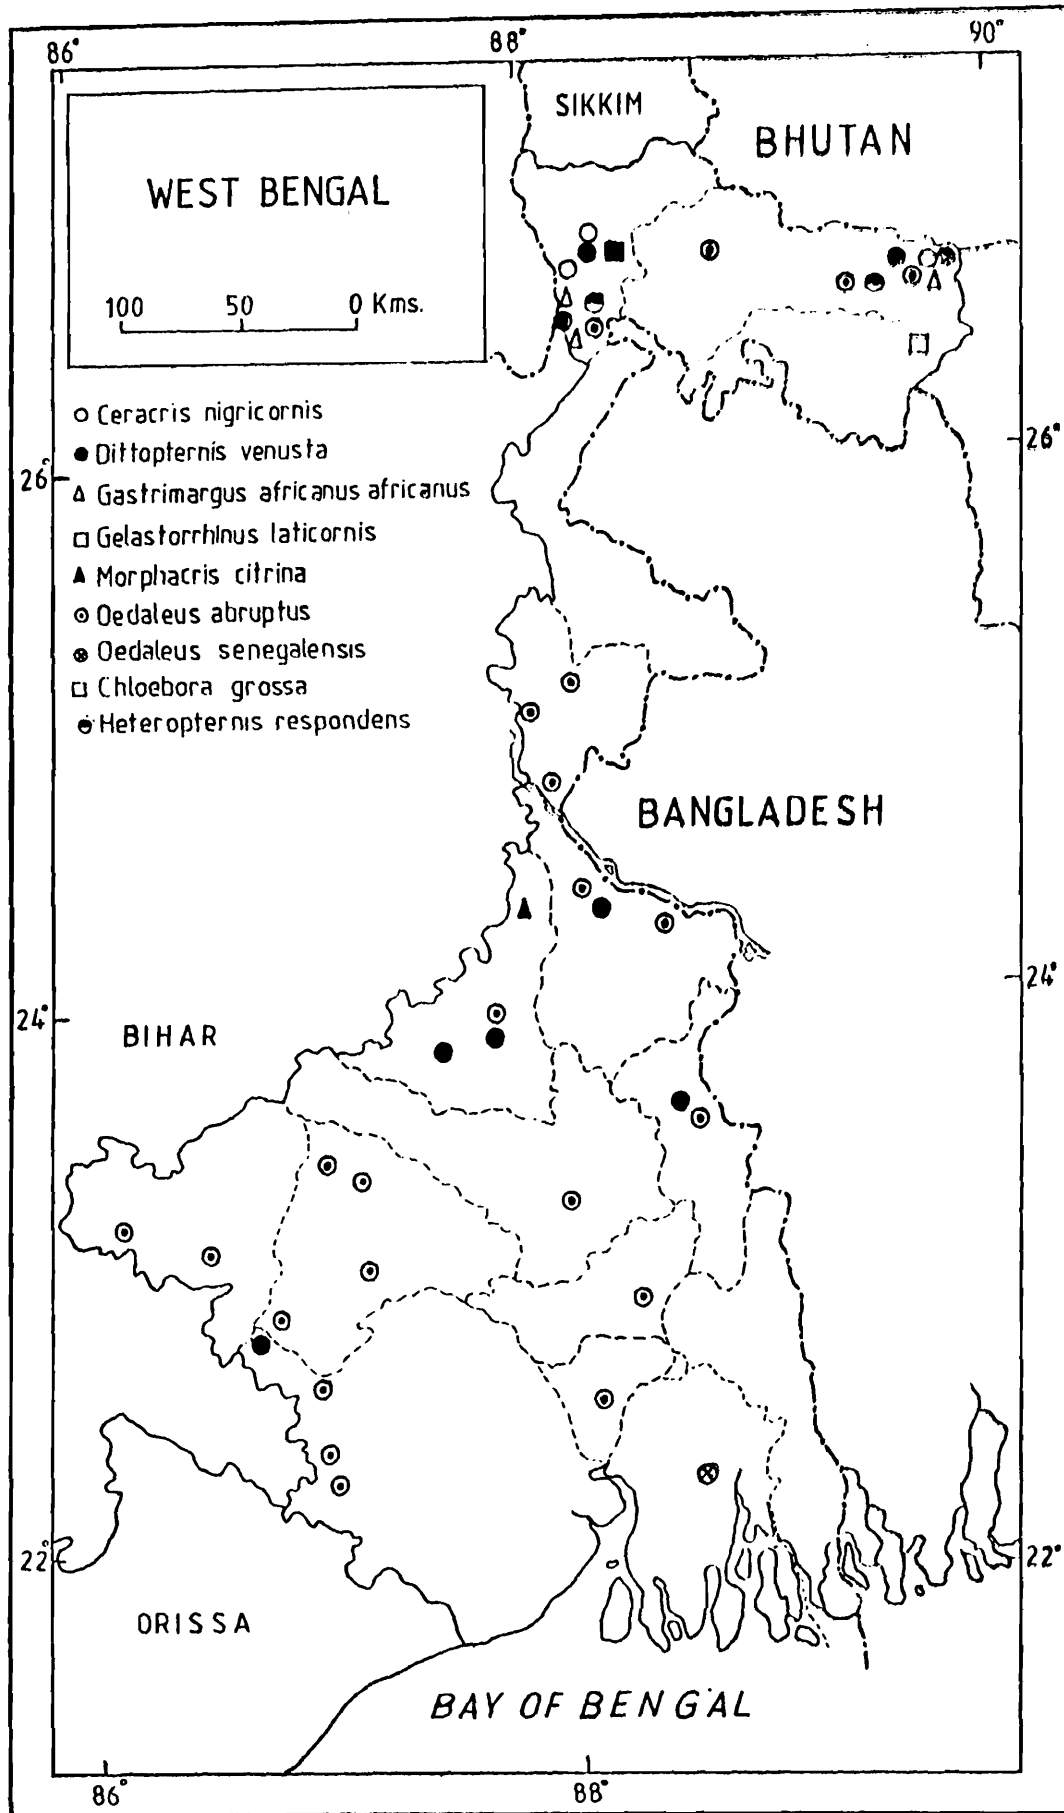 86° 88° 90°
SIKKIM
BHUTAN
WEST BENGAL
100 50 0 Kms.
Ceracris nigricornis
Dittopternis venusta
Gastrimargus africanus africanus
Gelastorrhinus laticornis
Morphacris citrina
Oedaleus abruptus
Oedaleus senegalensis
Chloebora grossa
Heteropternis respondens
26° 26°
BANGLADESH
24° 24°
BIHAR
22° 22°
ORISSA
BAY OF BENGAL
86° 88°